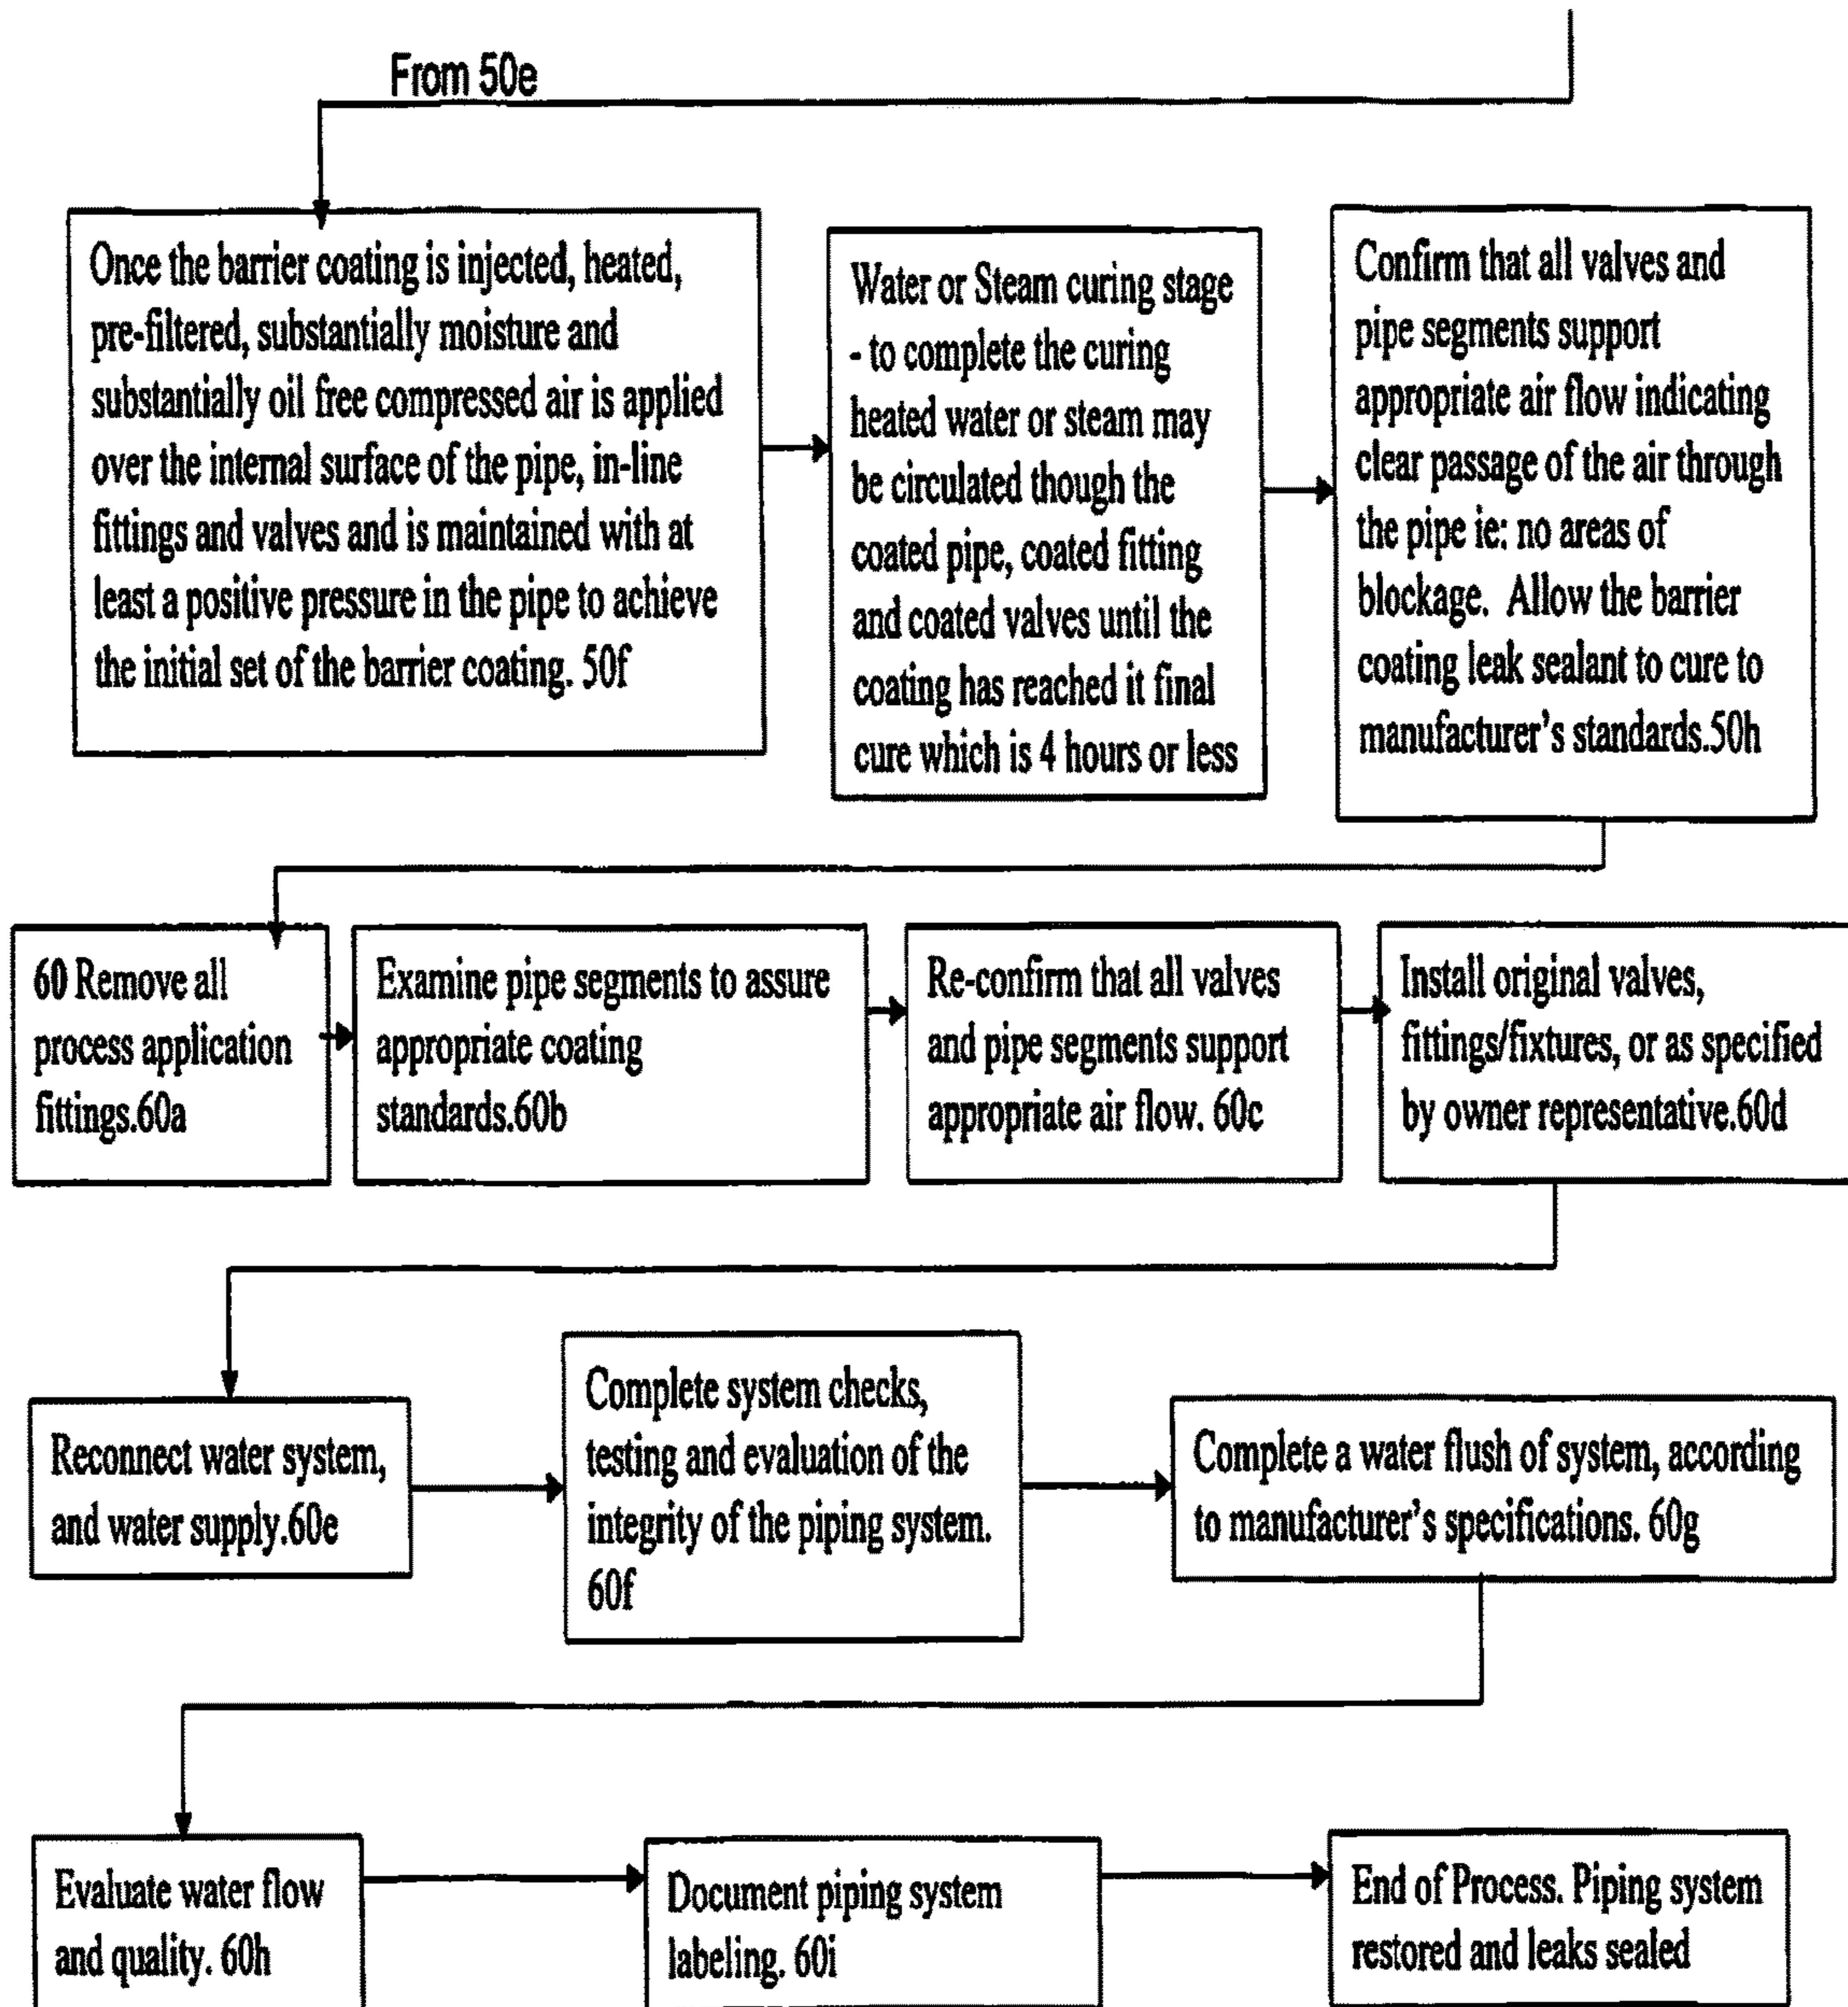 From 50e
Once the barrier coating is injected, heated,
pre-filtered, substantially moisture and
substantially oil free compressed air is applied
over the internal surface of the pipe, in-line
fittings and valves and is maintained with at
least a positive pressure in the pipe to achieve
the initial set of the barrier coating. 50f
Water or Steam curing stage
- to complete the curing
heated water or steam may
be circulated though the
coated pipe, coated fitting
and coated valves until the
coating has reached it final
cure which is 4 hours or less
Confirm that all valves and
pipe segments support
appropriate air flow indicating
clear passage of the air through
the pipe ie: no areas of
blockage. Allow the barrier
coating leak sealant to cure to
manufacturer's standards.50h
60 Remove all
process application
fittings.60a
Examine pipe segments to assure
appropriate coating
standards.60b
Re-confirm that all valves
and pipe segments support
appropriate air flow. 60c
Install original valves,
fittings/fixtures, or as specified
by owner representative.60d
Reconnect water system,
and water supply.60e
Complete system checks,
testing and evaluation of the
integrity of the piping system.
60f
Complete a water flush of system, according
to manufacturer's specifications. 60g
Evaluate water flow
and quality. 60h
Document piping system
labeling. 60i
End of Process. Piping system
restored and leaks sealed